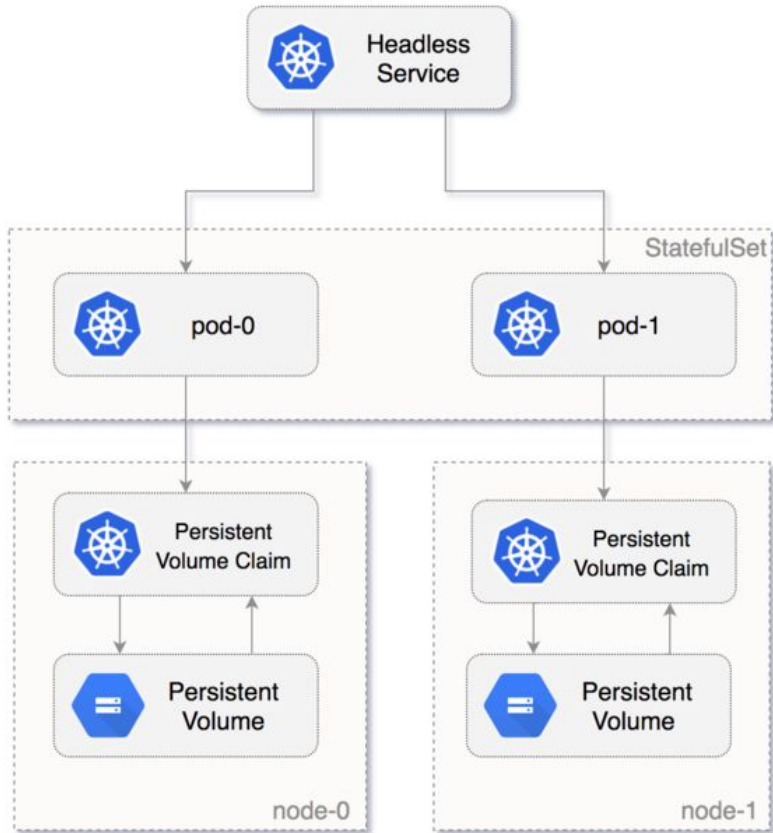 Headless
Service
StatefulSet
pod-0
pod-1
Persistent
Volume Claim
Persistent
Volume
node-0
Persistent
Volume Claim
Persistent
Volume
node-1